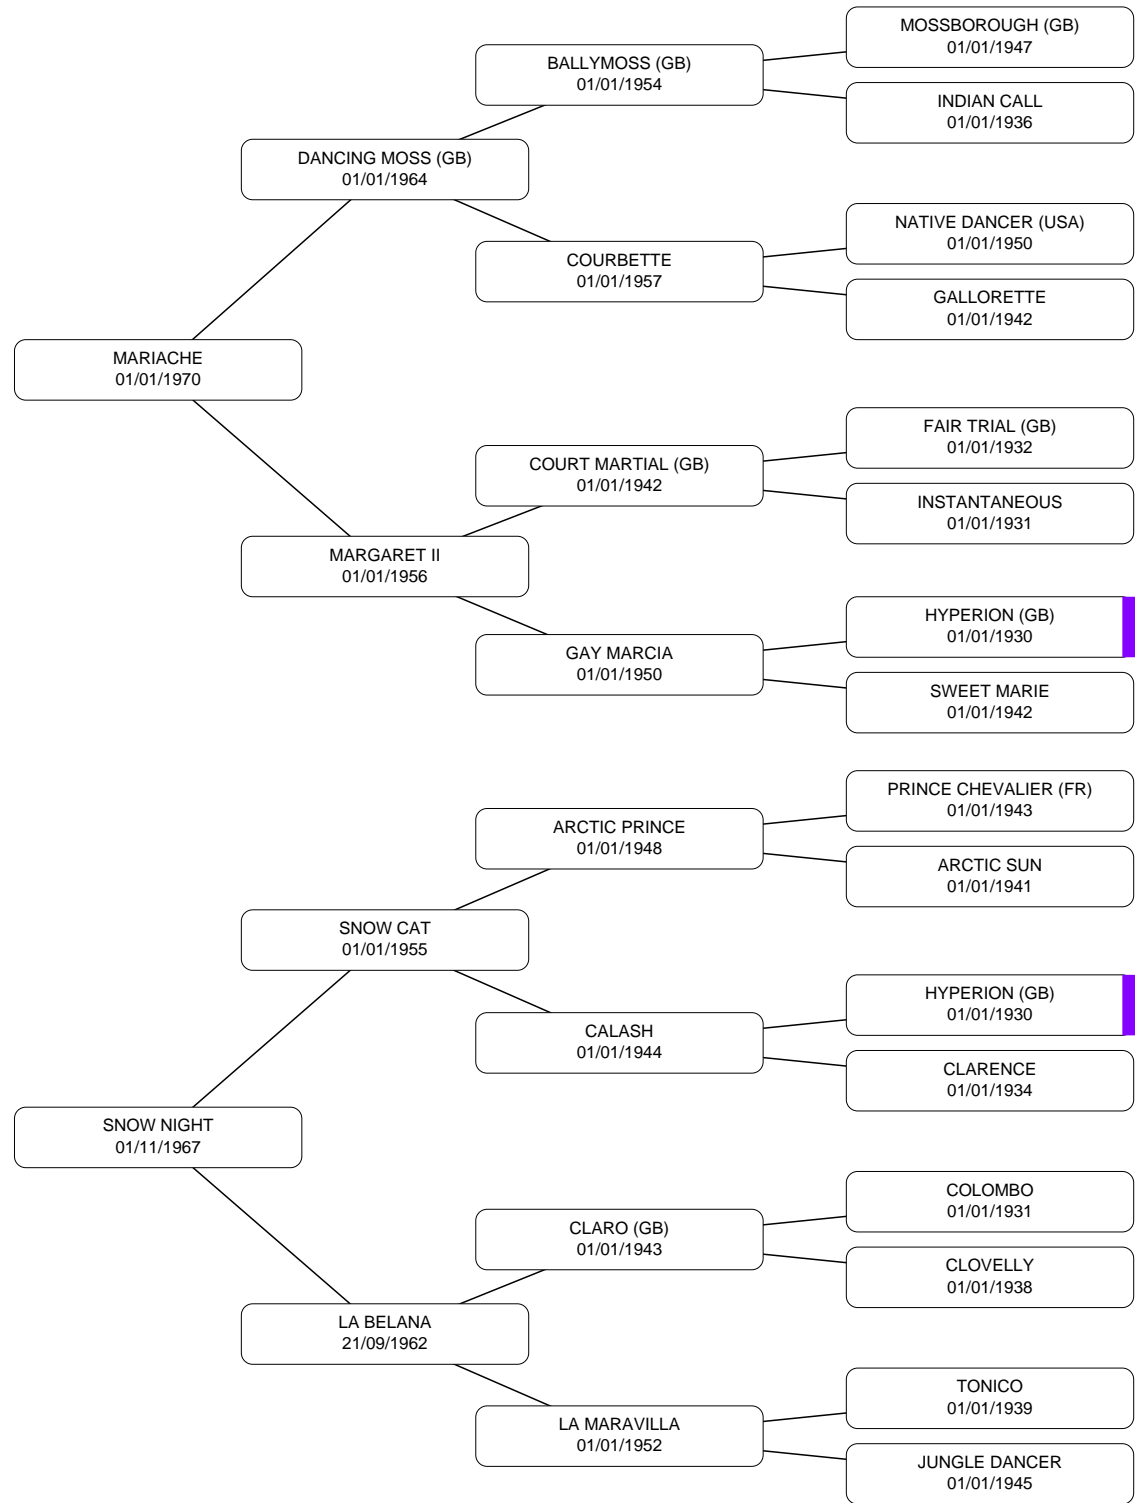 MOSSBOROUGH (GB)
01/01/1947
BALLYMOSS (GB)
01/01/1954
INDIAN CALL
01/01/1936
DANCING MOSS (GB)
01/01/1964
NATIVE DANCER (USA)
01/01/1950
COURBETTE
01/01/1957
GALLORETTE
01/01/1942
MARIACHE
01/01/1970
FAIR TRIAL (GB)
01/01/1932
COURT MARTIAL (GB)
01/01/1942
INSTANTANEOUS
01/01/1931
MARGARET II
01/01/1956
HYPERION (GB)
01/01/1930
GAY MARCIA
01/01/1950
SWEET MARIE
01/01/1942
PRINCE CHEVALIER (FR)
01/01/1943
ARCTIC PRINCE
01/01/1948
ARCTIC SUN
01/01/1941
SNOW CAT
01/01/1955
HYPERION (GB)
01/01/1930
CALASH
01/01/1944
CLARENCE
01/01/1934
SNOW NIGHT
01/11/1967
COLOMBO
01/01/1931
CLARO (GB)
01/01/1943
CLOVELLY
01/01/1938
LA BELANA
21/09/1962
TONICO
01/01/1939
LA MARAVILLA
01/01/1952
JUNGLE DANCER
01/01/1945